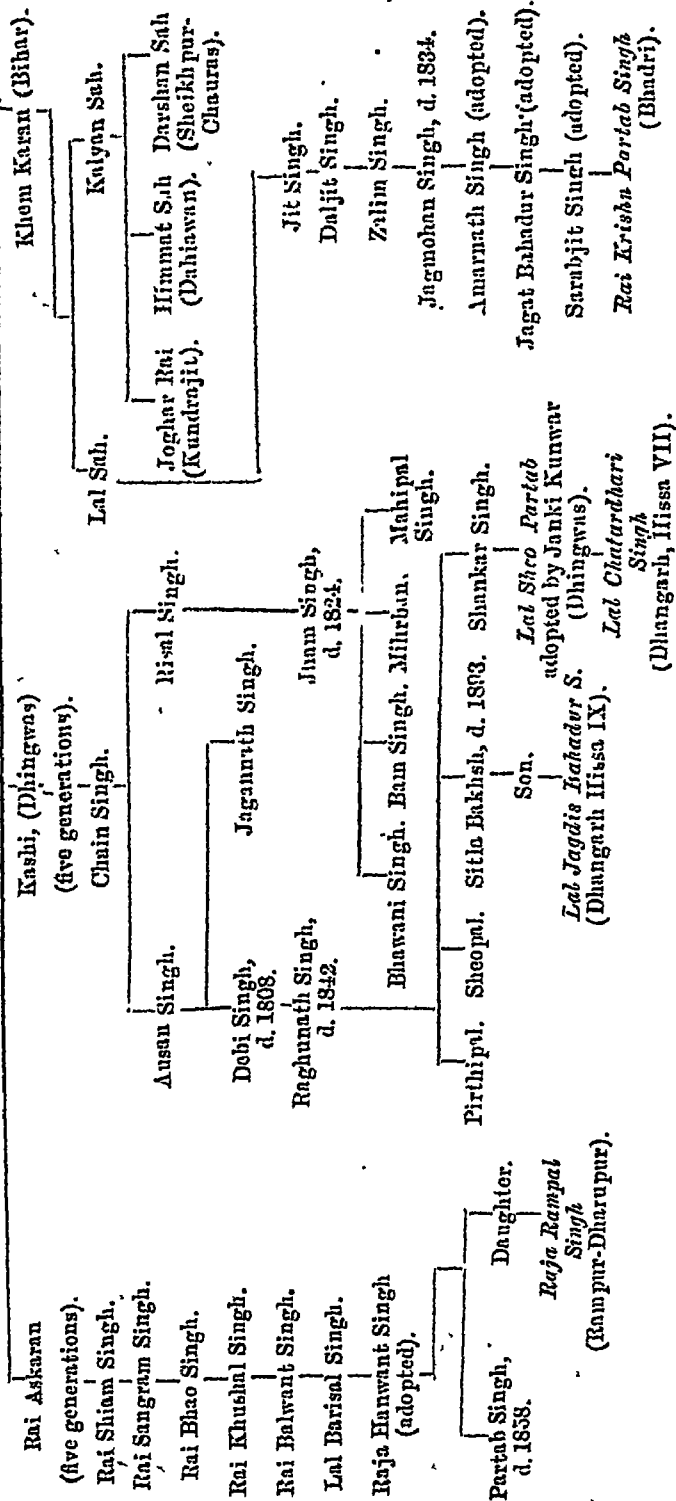 Rai Askaran
(five generations).
Rai Shiam Singh.
Rai Sangram Singh.
Rai Bhao Singh.
Rai Khushal Singh.
Rai Balwant Singh.
Lal Barisal Singh.
Raja Hanwant Singh
(adopted).
Partab Singh,
d. 1858.
Daughter.
Raja Rampal
Singh
(Rampur-Dharupur).
Kashi, (Dhingwas)
(five generations).
Chain Singh.
Ausan Singh.
Risal Singh.
Debi Singh,
d. 1808.
Jagannath Singh.
Raghunath Singh,
d. 1842.
Jham Singh,
d. 1824.
Bhawani Singh. Bam Singh. Mihrban. Mahipal
Singh.
Pirthipal. Sheopal. Sitla Bakhsh, d. 1893. Shankar Singh.
Son.
Lal Jagdis Bahadur S.
(Dhangarh Hissa IX).
Lal Sheo Partab
adopted by Janki Kunwar
(Dhingwas).
Lal Chatardhari
Singh
(Dhangarh, Hissa VII).
Khem Karan (Bihar).
Lal Sah.
Kalyan Sah.
Joghar Rai
(Kundrajit).
Himmat Sah
(Dahiawan).
Darshan Sah
(Sheikhpur-
Chauras).
Jit Singh.
Daljit Singh.
Zalim Singh.
Jagmohan Singh, d. 1834.
Amarnath Singh (adopted).
Jagat Bahadur Singh (adopted).
Sarabjit Singh (adopted).
Rai Krishn Partab Singh
(Bhadri).